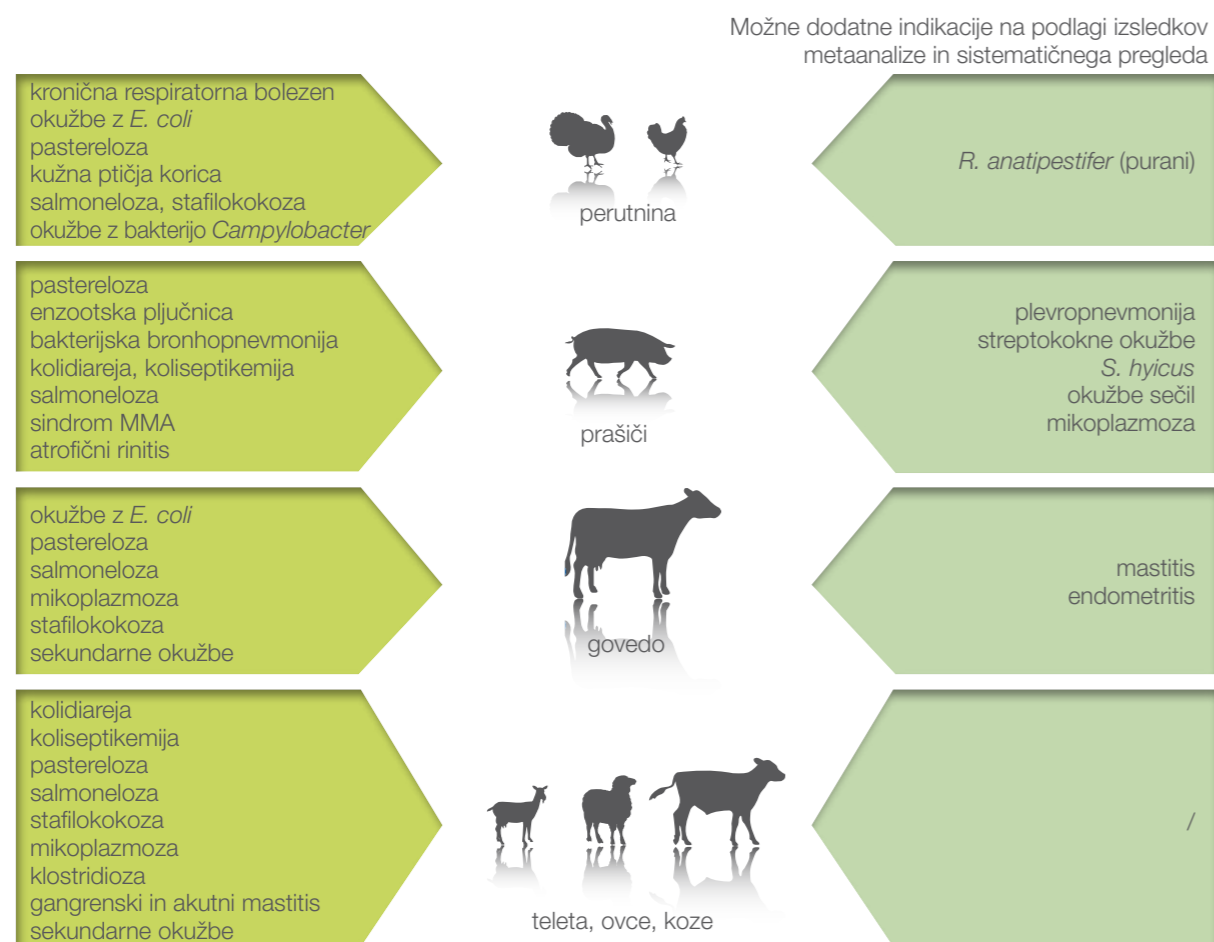 Možne dodatne indikacije na podlagi izsledkov
metaanalize in sistematičnega pregleda
kronična respiratorna bolezen
okužbe z E. coli
pastereloza
kužna ptičja korica
salmoneloza, stafilokokoza
okužbe z bakterijo Campylobacter
perutnina
R. anatipestifer (purani)
pastereloza
enzootska pljučnica
bakterijska bronhopnevmonija
kolidiareja, koliseptikemija
salmoneloza
sindrom MMA
atrofični rinitis
prašiči
plevropnevmonija
streptokokne okužbe
S. hyicus
okužbe sečil
mikoplazmoza
okužbe z E. coli
pastereloza
salmoneloza
mikoplazmoza
stafilokokoza
sekundarne okužbe
govedo
mastitis
endometritis
kolidiareja
koliseptikemija
pastereloza
salmoneloza
stafilokokoza
mikoplazmoza
klostridioza
gangrenski in akutni mastitis
sekundarne okužbe
teleta, ovce, koze
/